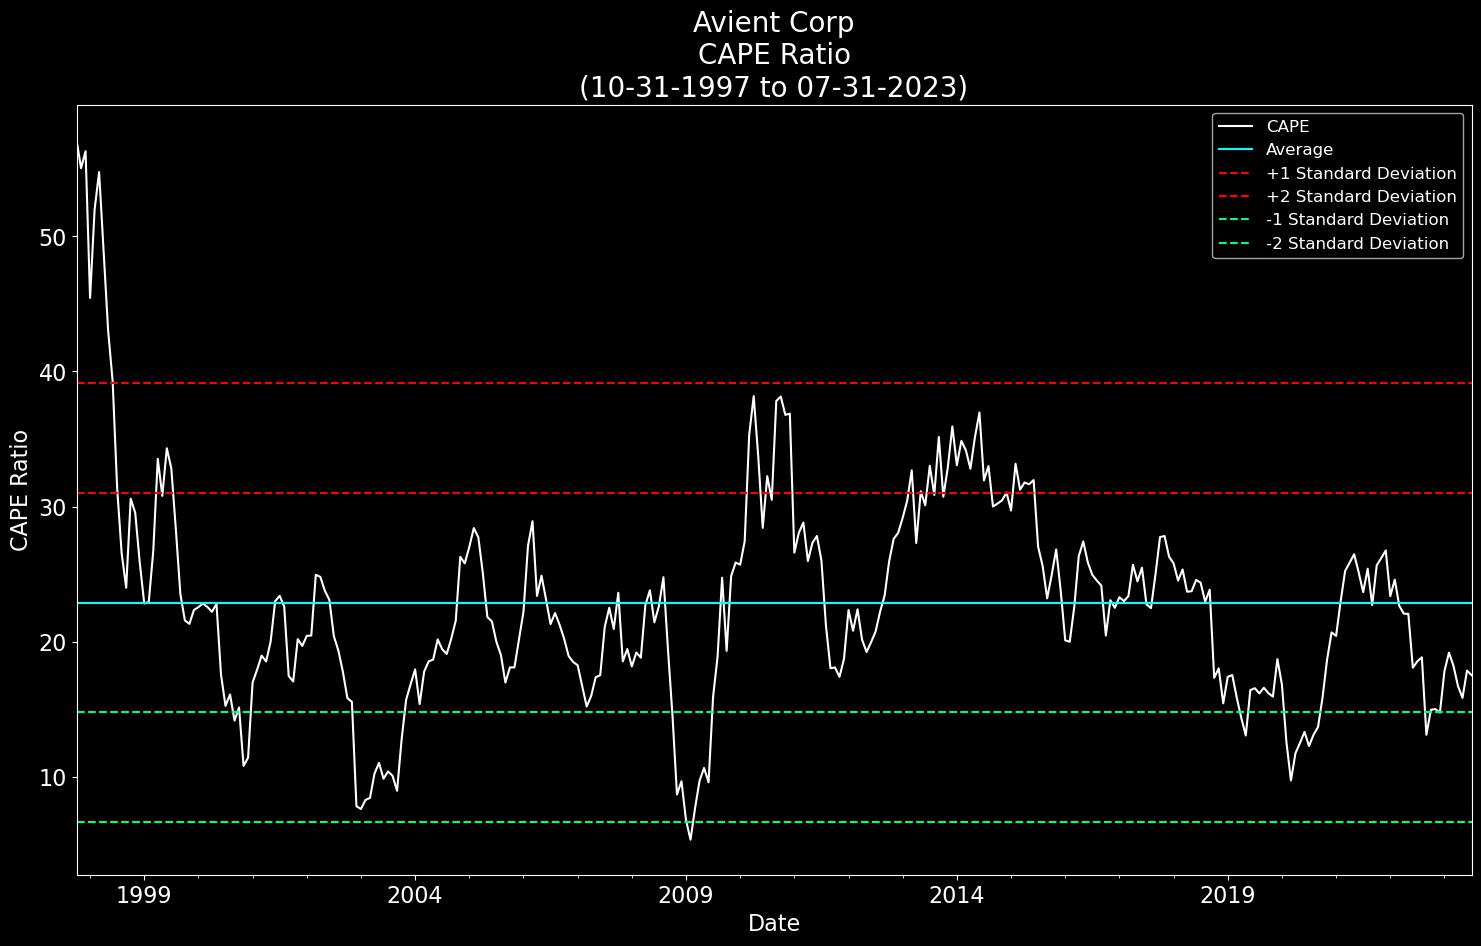 Avient Corp
CAPE Ratio
(10-31-1997 to 07-31-2023)
CAPE
Average
+1 Standard Deviation
+2 Standard Deviation
-1 Standard Deviation
-2 Standard Deviation
CAPE Ratio
50
40
30
20
10
1999
2004
2009
2014
2019
Date